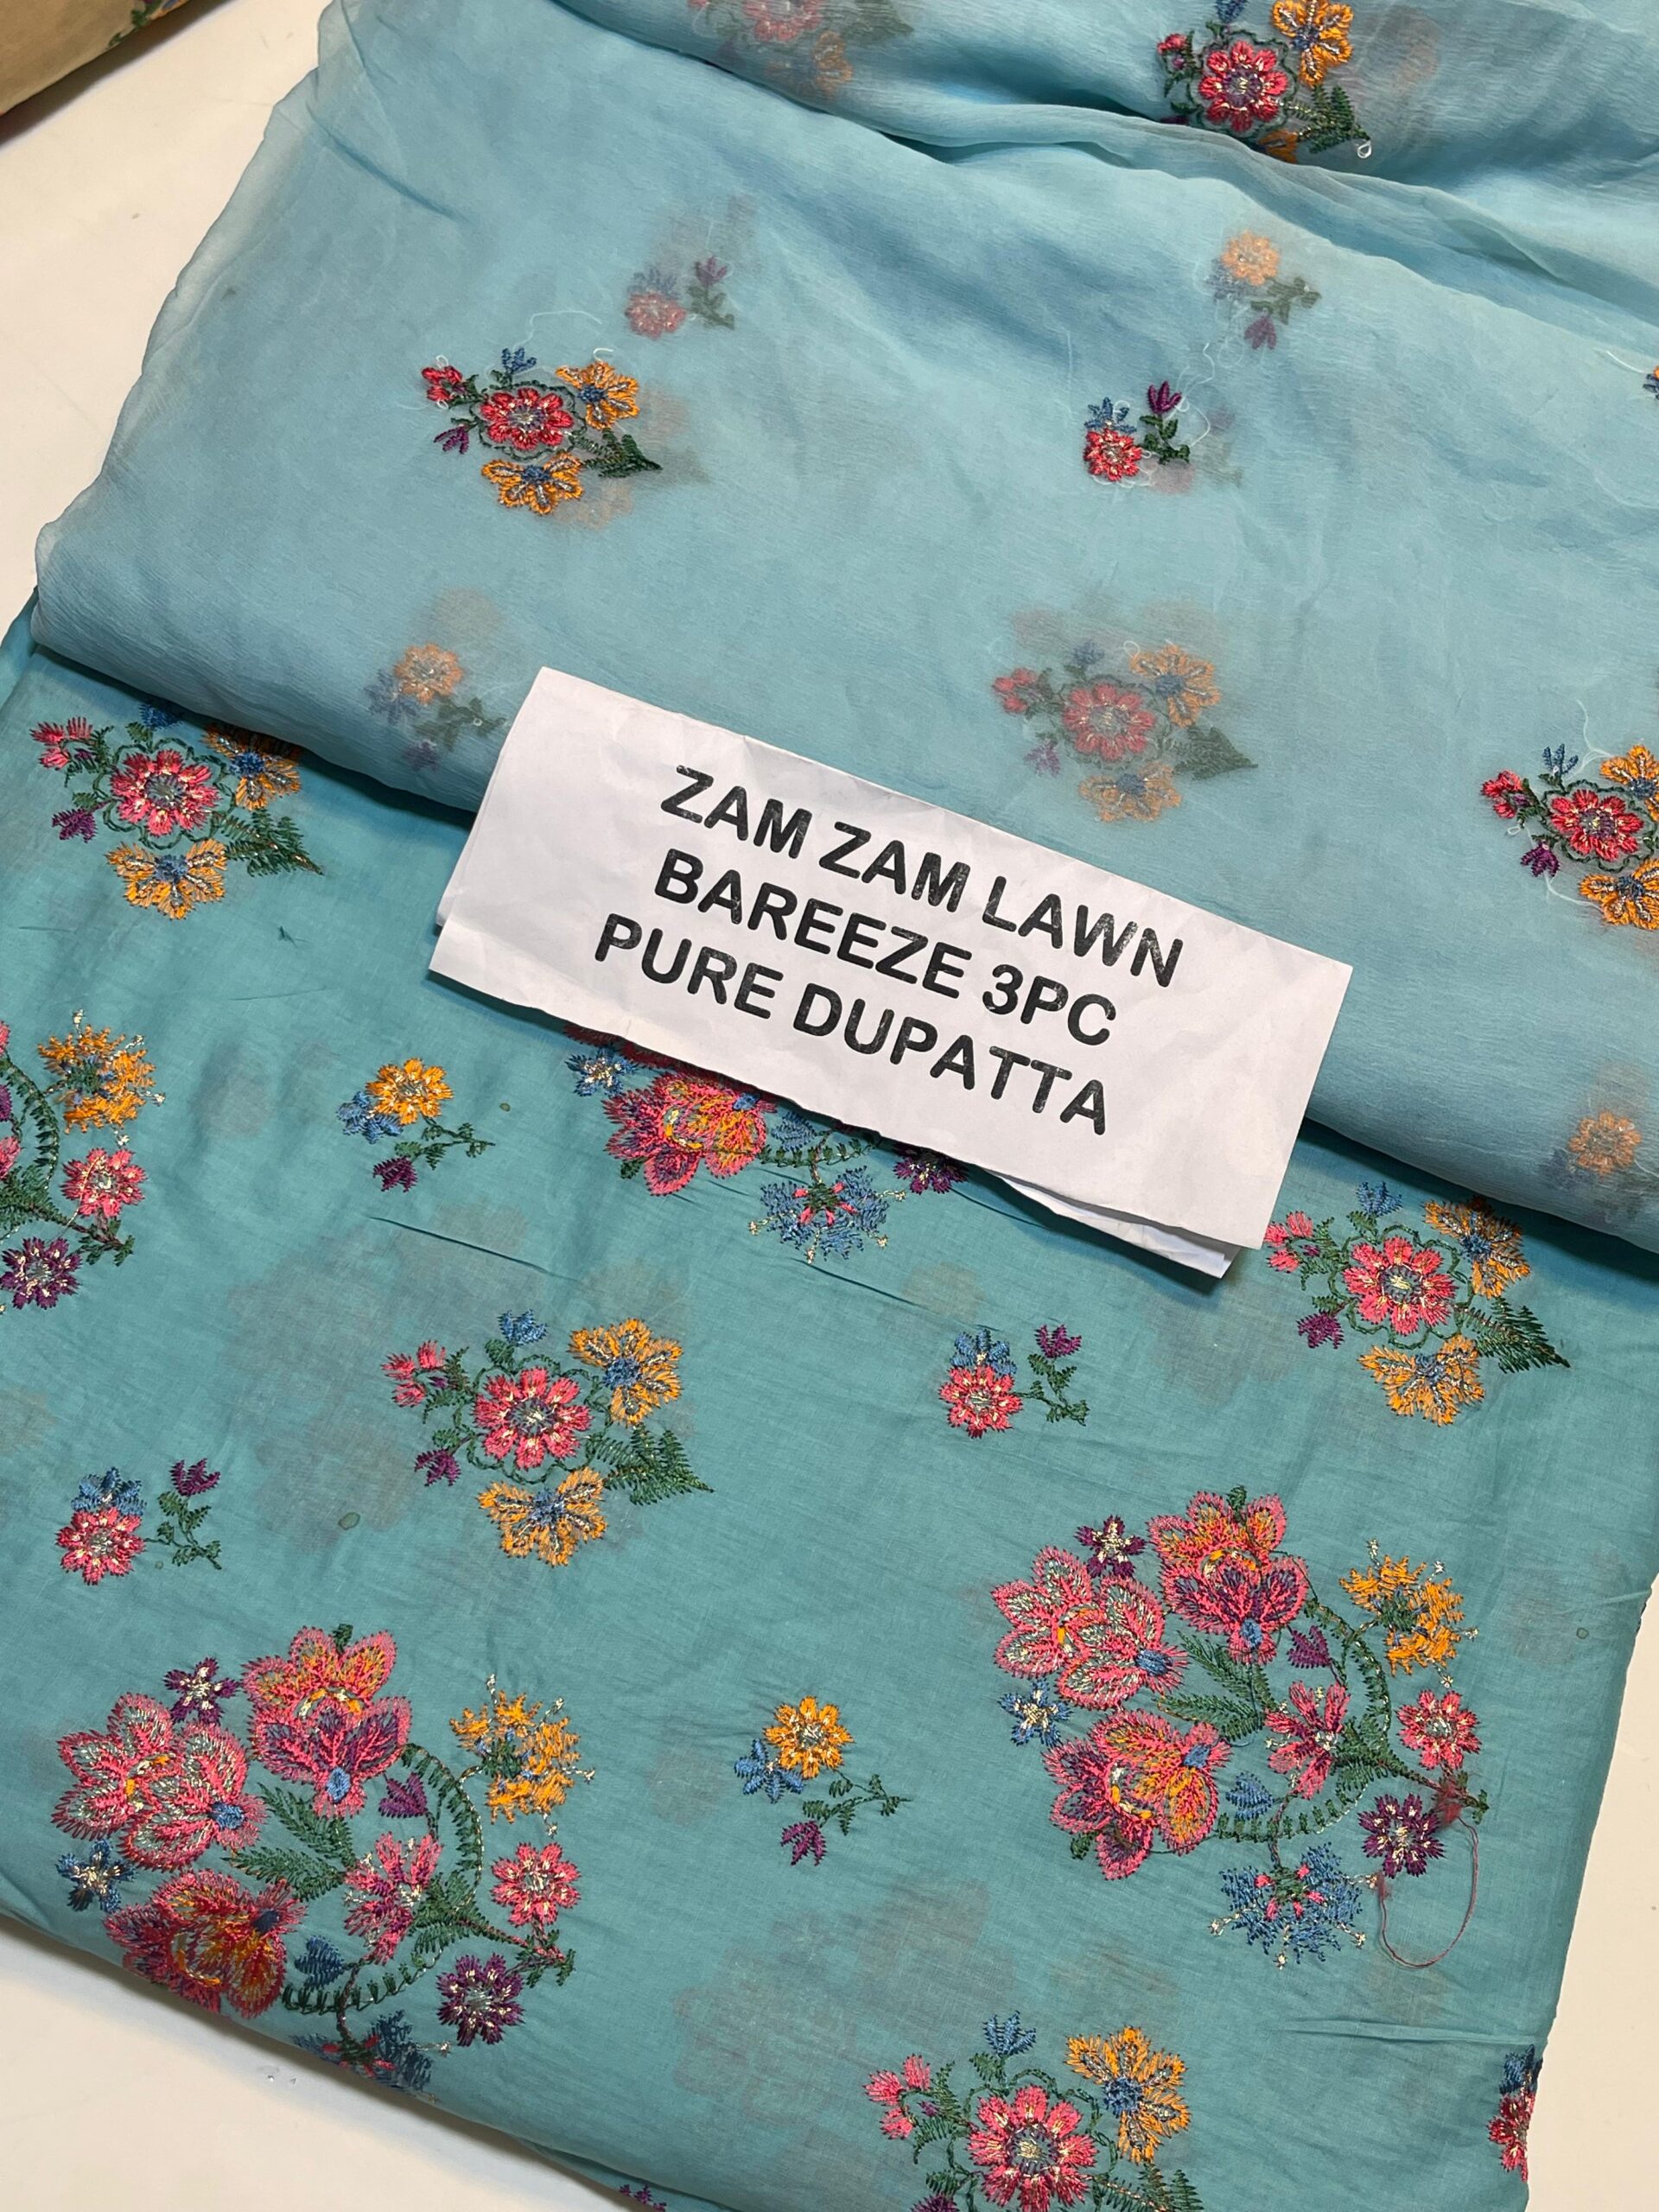 ZAM ZAM LAWN
BAREEZE 3PC
PURE DUPATTA